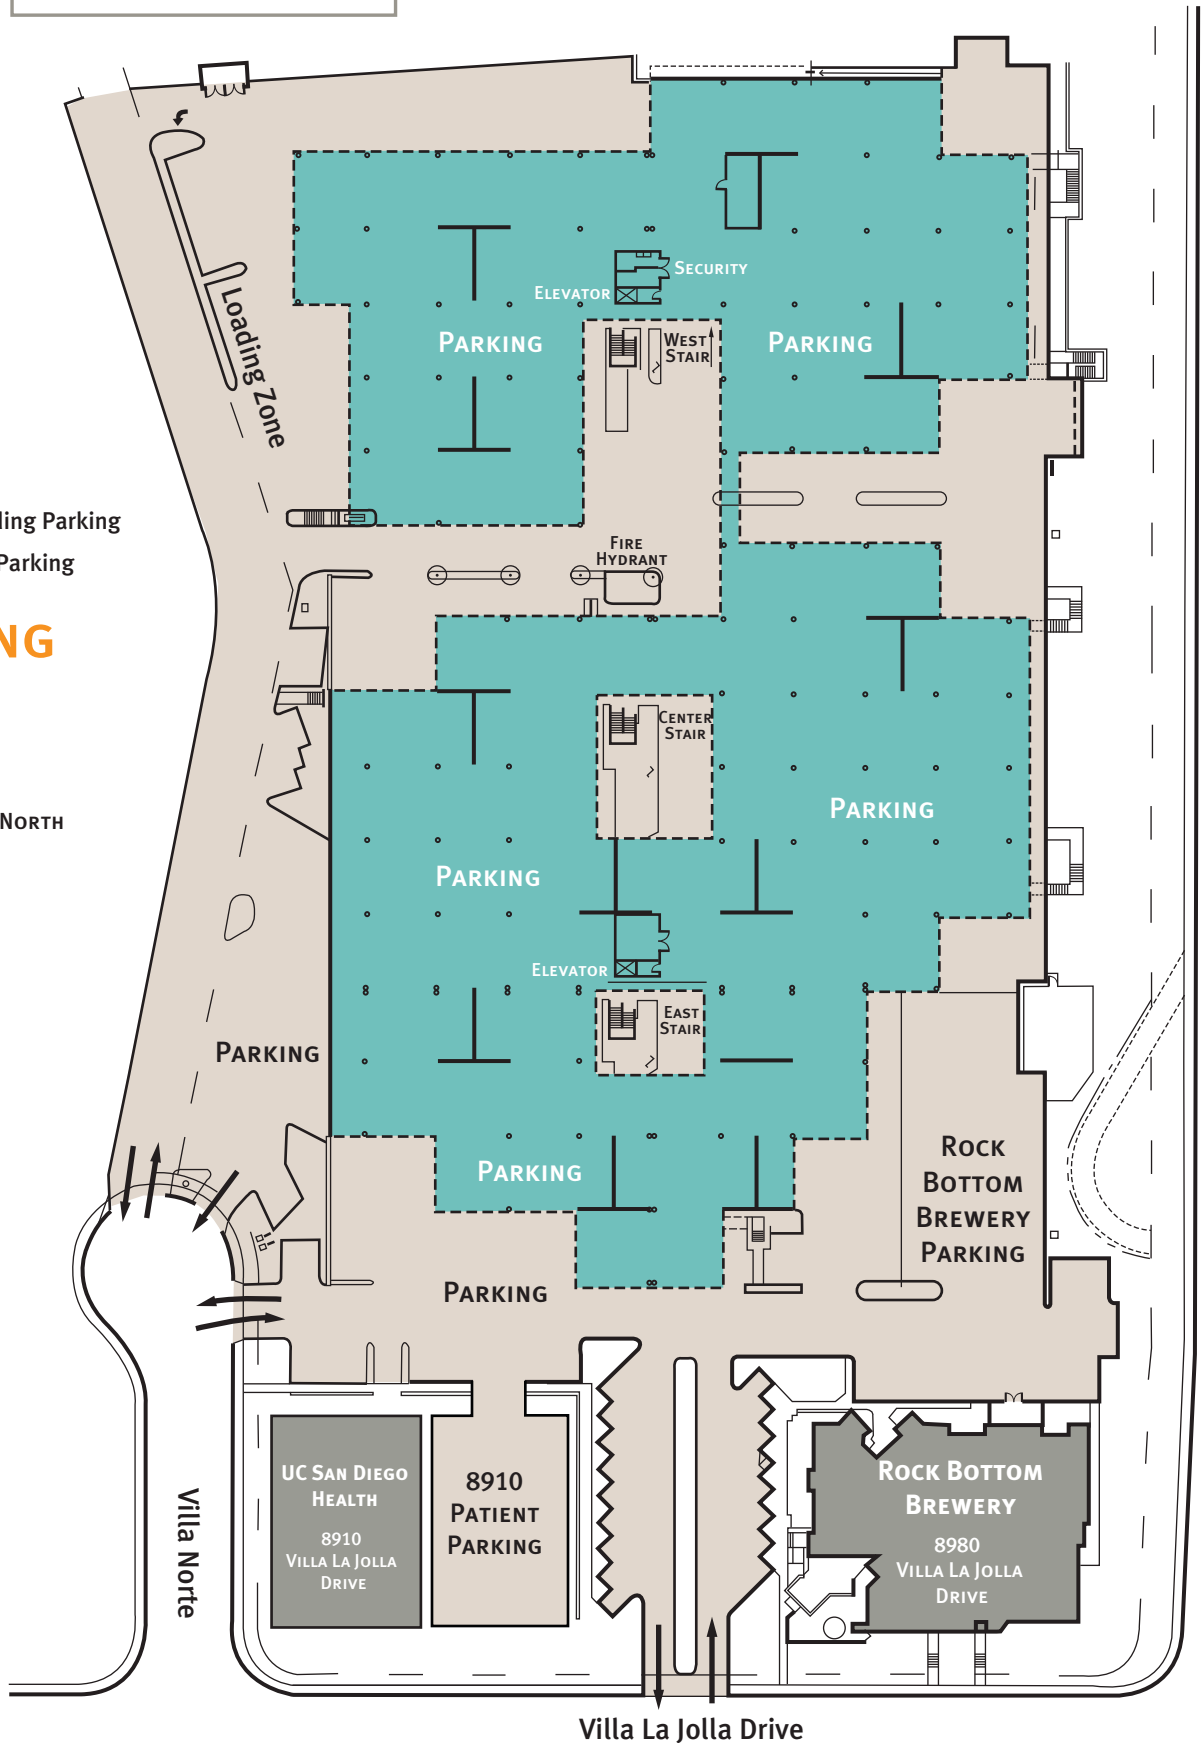 SECURITY
ELEVATOR
PARKING
PARKING
WEST
STAIR
Loading Zone
ling Parking
Parking
FIRE
HYDRANT
NG
CENTER
STAIR
NORTH
PARKING
PARKING
ELEVATOR
EAST
STAIR
PARKING
ROCK
BOTTOM
BREWERY
PARKING
PARKING
PARKING
UC SAN DIEGO
HEALTH
8910
VILLA LA JOLLA
DRIVE
8910
PATIENT
PARKING
ROCK BOTTOM
BREWERY
8980
VILLA LA JOLLA
DRIVE
Villa Norte
Villa La Jolla Drive